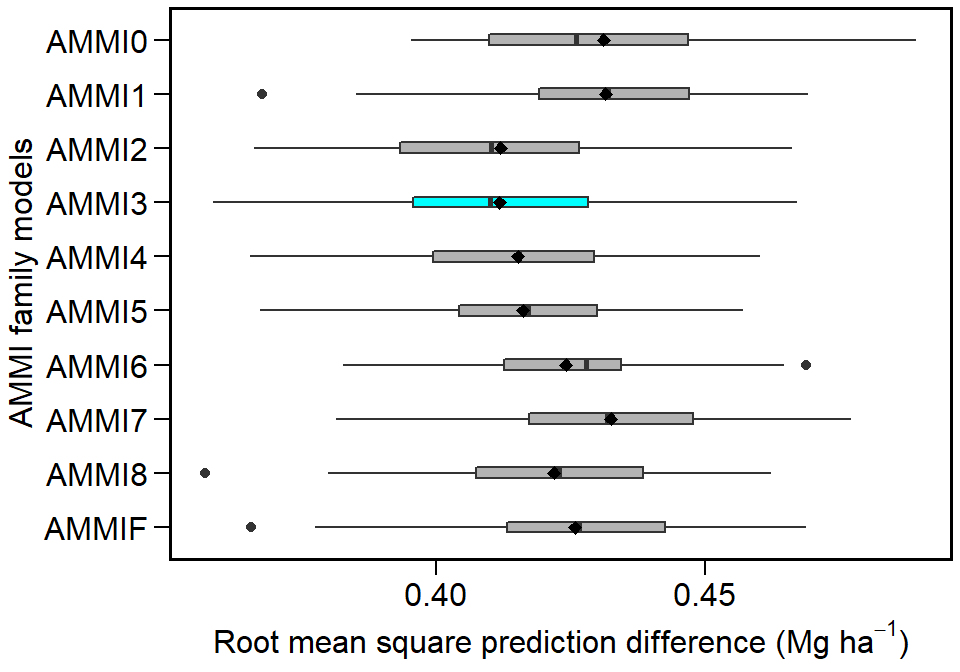 AMMI family models
AMMI0
AMMI1
AMMI2
AMMI3
AMMI4
AMMI5
AMMI6
AMMI7
AMMI8
AMMIF
0.40 0.45
Root mean square prediction difference (Mg ha⁻¹)